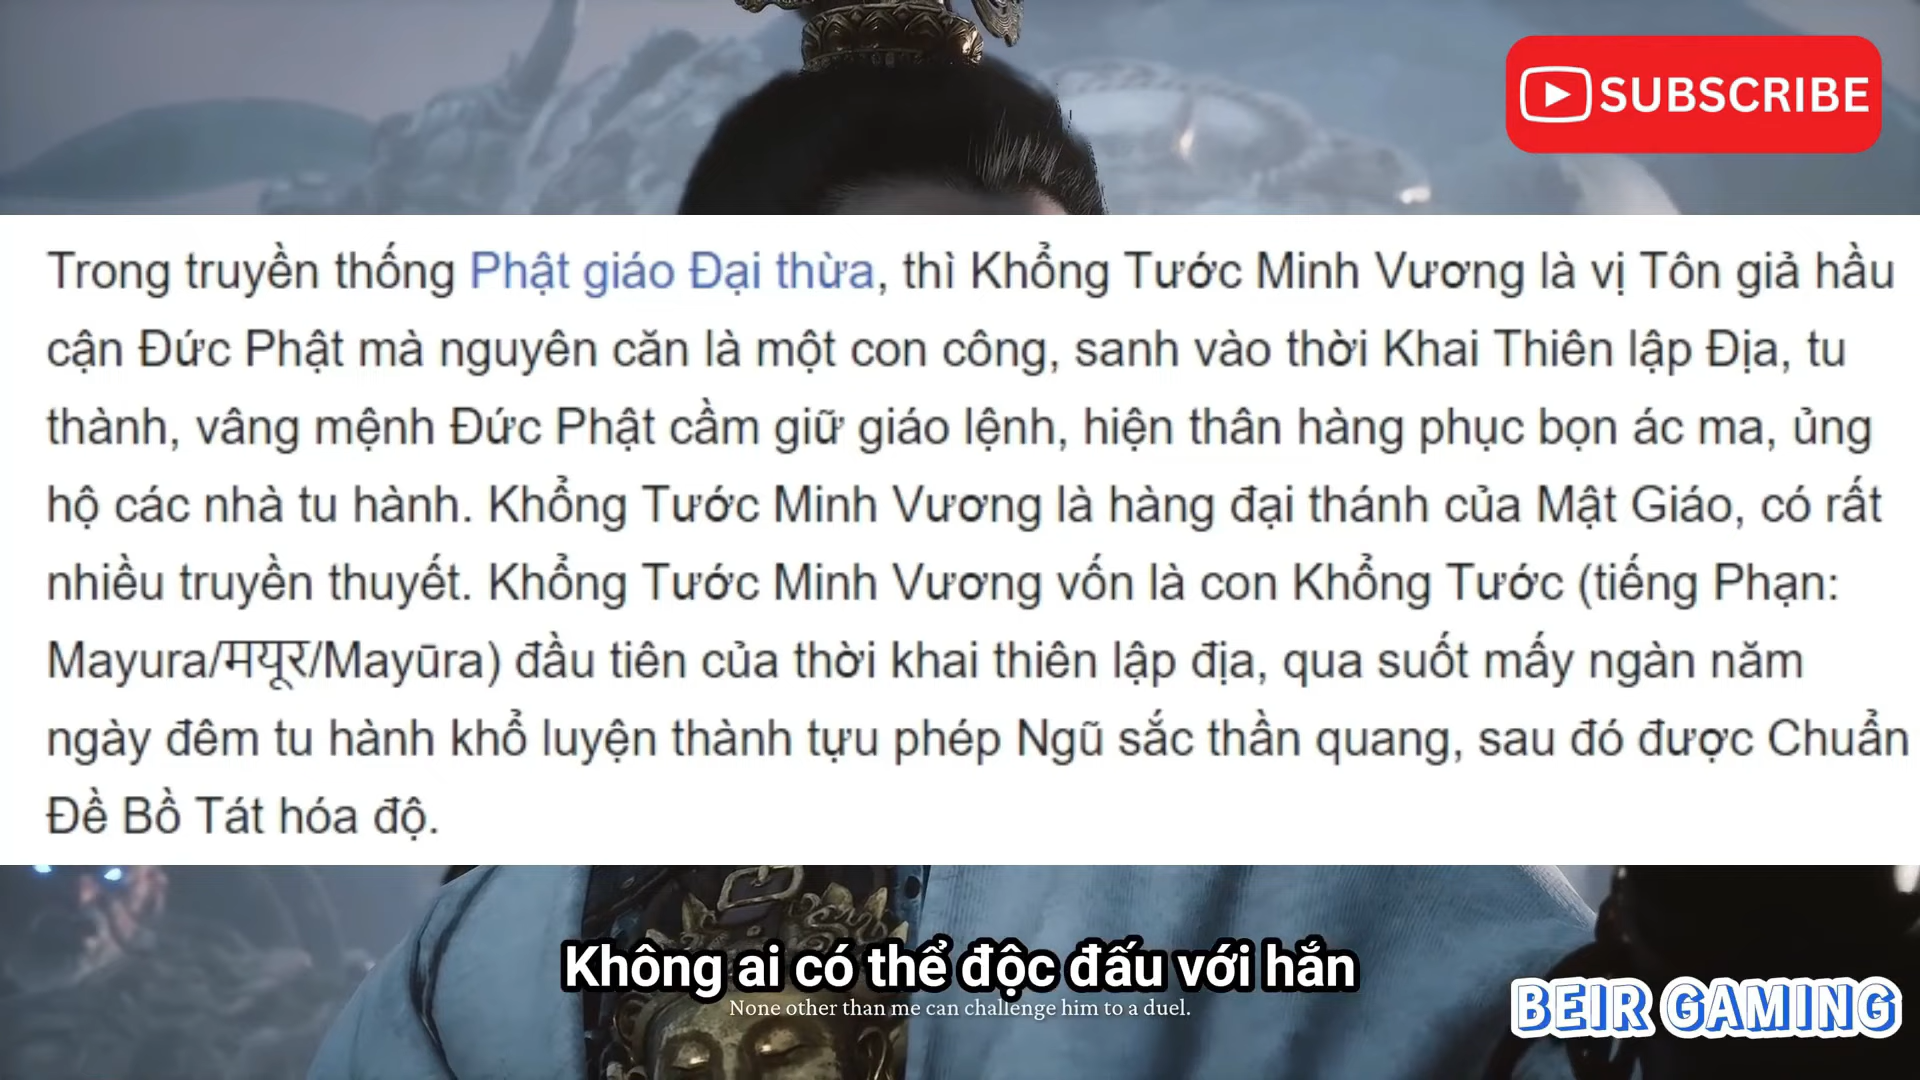 SUBSCRIBE
Trong truyền thống Phật giáo Đại thừa, thì Khổng Tước Minh Vương là vị Tôn giả hầu
cận Đức Phật mà nguyên căn là một con công, sanh vào thời Khai Thiên lập Địa, tu
thành, vâng mệnh Đức Phật cầm giữ giáo lệnh, hiện thân hàng phục bọn ác ma, ủng
hộ các nhà tu hành. Khổng Tước Minh Vương là hàng đại thánh của Mật Giáo, có rất
nhiều truyền thuyết. Khổng Tước Minh Vương vốn là con Khổng Tước (tiếng Phạn:
Mayura/मयूर/Mayūra) đầu tiên của thời khai thiên lập địa, qua suốt mấy ngàn năm
ngày đêm tu hành khổ luyện thành tựu phép Ngũ sắc thần quang, sau đó được Chuẩn
Đề Bồ Tát hóa độ.
Không ai có thể độc đấu với hắn
None other than me can challenge him to a duel.
BEIR GAMING